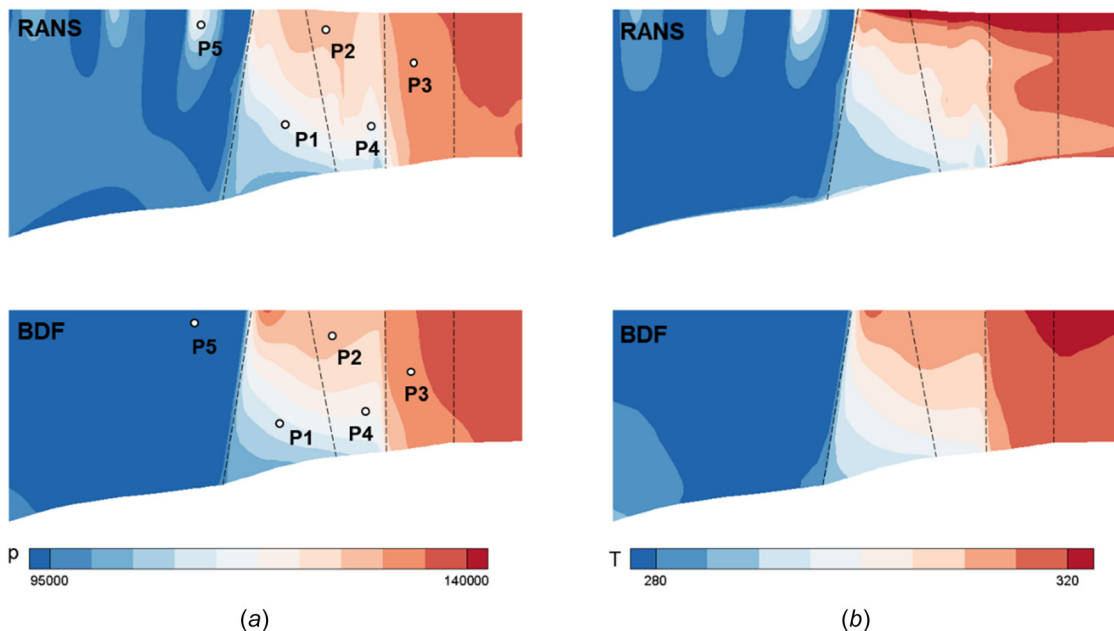 RANS
P5
P2
P3
P1
P4
RANS
BDF
P5
P2
P3
P1
P4
BDF
p
95000
140000
T
280
320
(a)
(b)